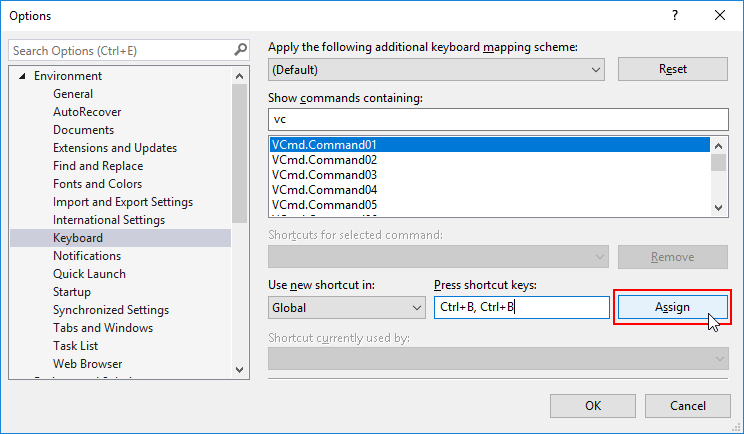 Options
Search Options (Ctrl+E)
Environment
General
AutoRecover
Documents
Extensions and Updates
Find and Replace
Fonts and Colors
Import and Export Settings
International Settings
Keyboard
Notifications
Quick Launch
Startup
Synchronized Settings
Tabs and Windows
Task List
Web Browser
Apply the following additional keyboard mapping scheme:
(Default)
Reset
Show commands containing:
vc
VCmd.Command01
VCmd.Command02
VCmd.Command03
VCmd.Command04
VCmd.Command05
Shortcuts for selected command:
Remove
Use new shortcut in:
Press shortcut keys:
Global
Ctrl+B, Ctrl+B
Assign
Shortcut currently used by:
OK
Cancel